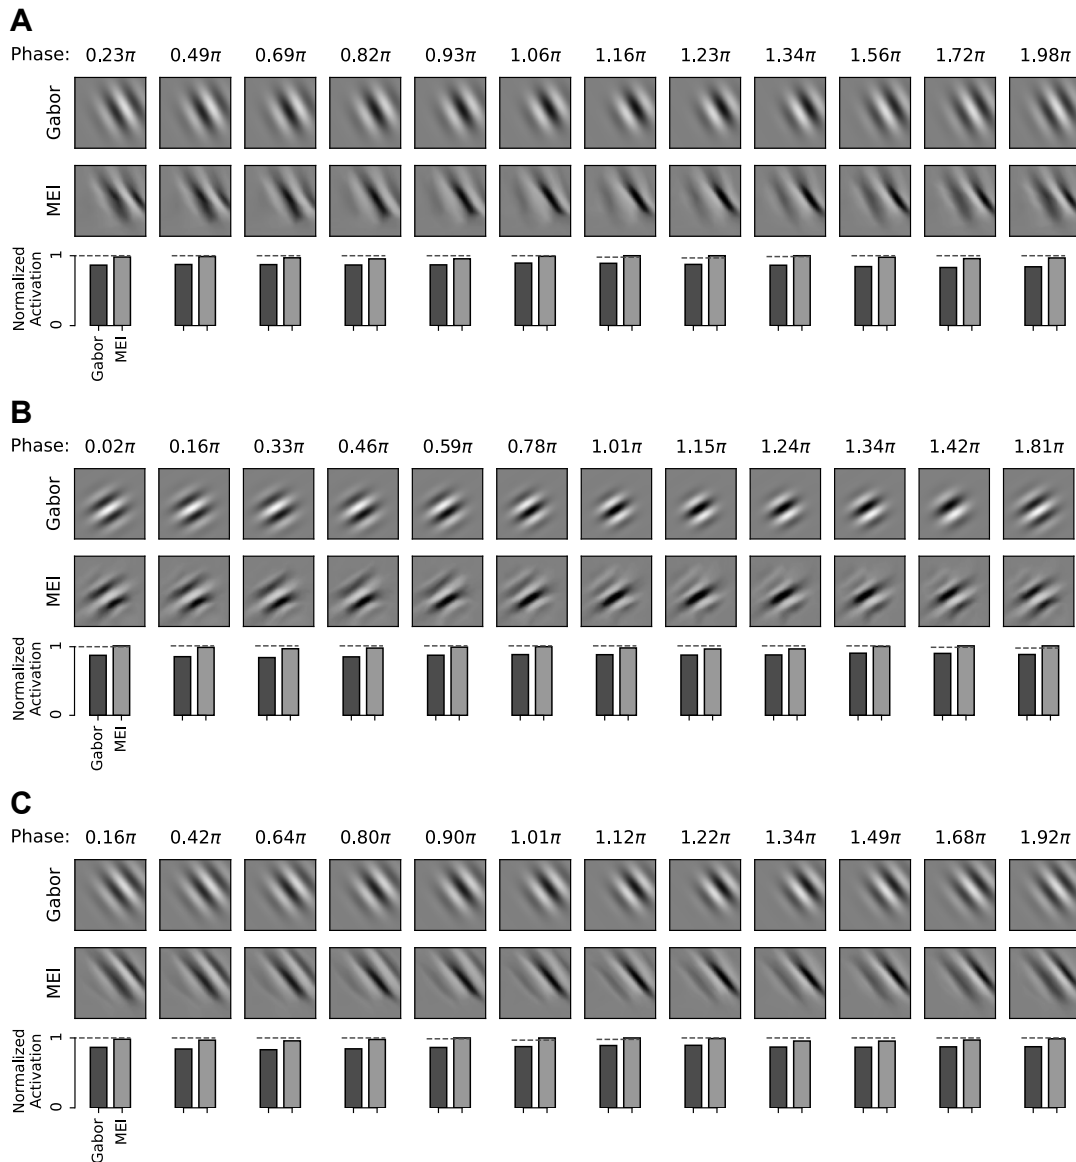 A
Phase: 0.23π 0.49π 0.69π 0.82π 0.93π 1.06π 1.16π 1.23π 1.34π 1.56π 1.72π 1.98π
Gabor
MEI
Normalized
Activation
1
0
Gabor
MEI
B
Phase: 0.02π 0.16π 0.33π 0.46π 0.59π 0.78π 1.01π 1.15π 1.24π 1.34π 1.42π 1.81π
Gabor
MEI
Normalized
Activation
1
0
Gabor
MEI
C
Phase: 0.16π 0.42π 0.64π 0.80π 0.90π 1.01π 1.12π 1.22π 1.34π 1.49π 1.68π 1.92π
Gabor
MEI
Normalized
Activation
1
0
Gabor
MEI